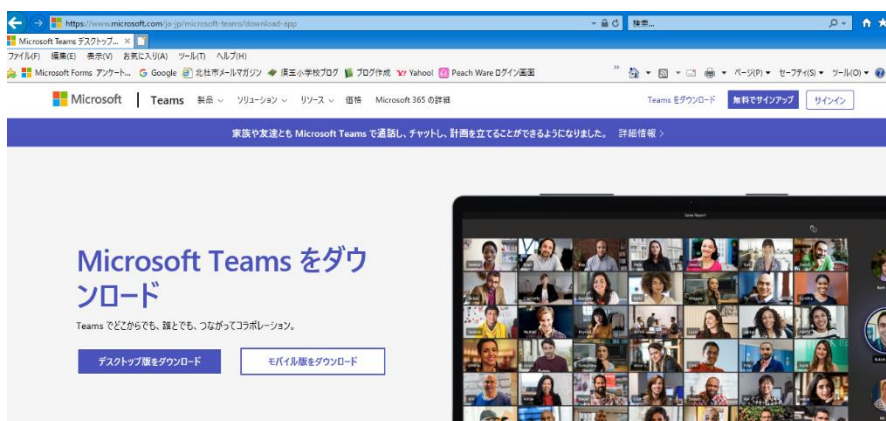 https://www.microsoft.com/ja-jp/microsoft-teams/download-app
検索...
Microsoft Teams デスクトップ...
ファイル(F) 編集(E) 表示(V) お気に入り(A) ツール(T) ヘルプ(H)
Microsoft Forms アンケート... Google 北杜市メールマガジン 須玉小学校ブログ ブログ作成 Yahoo! Peach Ware ログイン画面 ページ(P) セーフティ(S) ツール(O)
Microsoft Teams 製品 ソリューション リソース 価格 Microsoft 365 の詳細 Teams をダウンロード 無料でサインアップ サインイン
家族や友達とも Microsoft Teams で通話し、チャットし、計画を立てることができるようになりました。 詳細情報 >
Microsoft Teams をダウ
ンロード
Teams でどこからでも、誰とでも、つながってコラボレーション。
デスクトップ版をダウンロード モバイル版をダウンロード